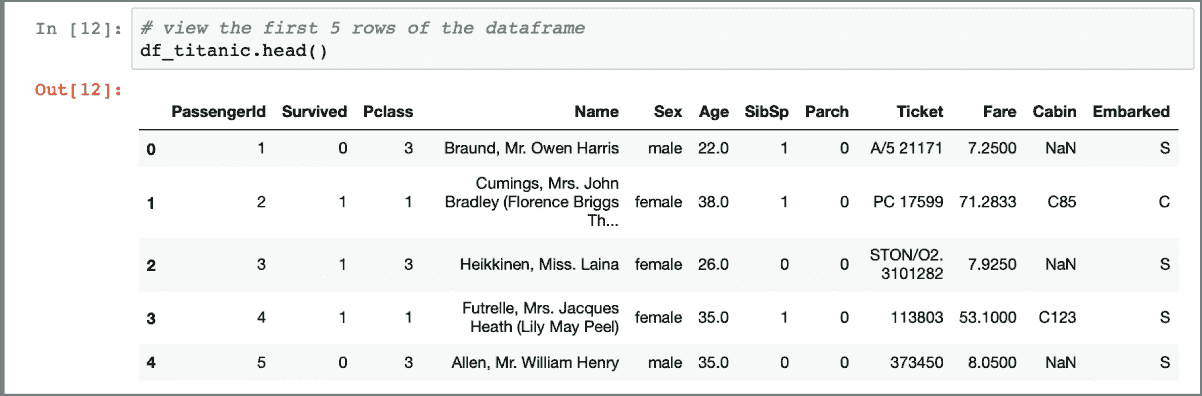 In [12]: # view the first 5 rows of the dataframe
df_titanic.head()
Out[12]:
PassengerId Survived Pclass Name Sex Age SibSp Parch Ticket Fare Cabin Embarked
0 1 0 3 Braund, Mr. Owen Harris male 22.0 1 0 A/5 21171 7.2500 NaN S
Cumings, Mrs. John
1 2 1 1 Bradley (Florence Briggs female 38.0 1 0 PC 17599 71.2833 C85 C
Th...
2 3 1 3 Heikkinen, Miss. Laina female 26.0 0 0 STON/O2. 7.9250 NaN S
3101282
Futrelle, Mrs. Jacques
3 4 1 1 Heath (Lily May Peel) female 35.0 1 0 113803 53.1000 C123 S
4 5 0 3 Allen, Mr. William Henry male 35.0 0 0 373450 8.0500 NaN S